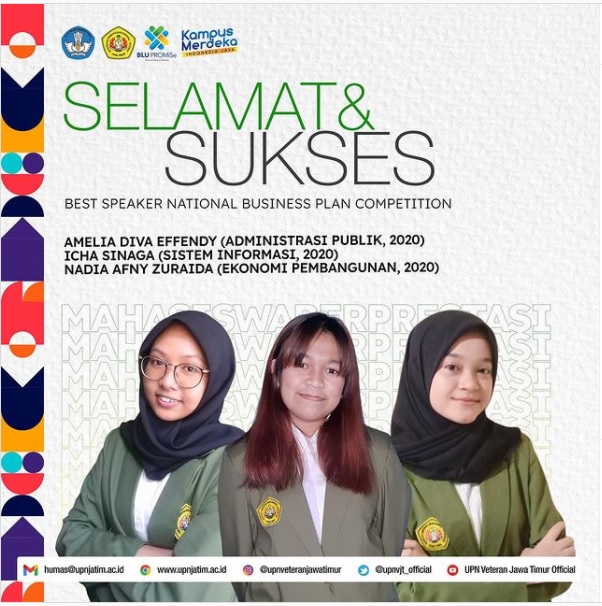 BLU PROMISe
Kampus
Merdeka
INDONESIA JAYA
SELAMAT&
SUKSES
BEST SPEAKER NATIONAL BUSINESS PLAN COMPETITION
AMELIA DIVA EFFENDY (ADMINISTRASI PUBLIK, 2020)
ICHA SINAGA (SISTEM INFORMASI, 2020)
NADIA AFNY ZURAIDA (EKONOMI PEMBANGUNAN, 2020)
MAHASISWA BERPRESTASI
humas@upnjatim.ac.id www.upnjatim.ac.id @upnveteranjawatimur @upnvjt_official UPN Veteran Jawa Timur Official